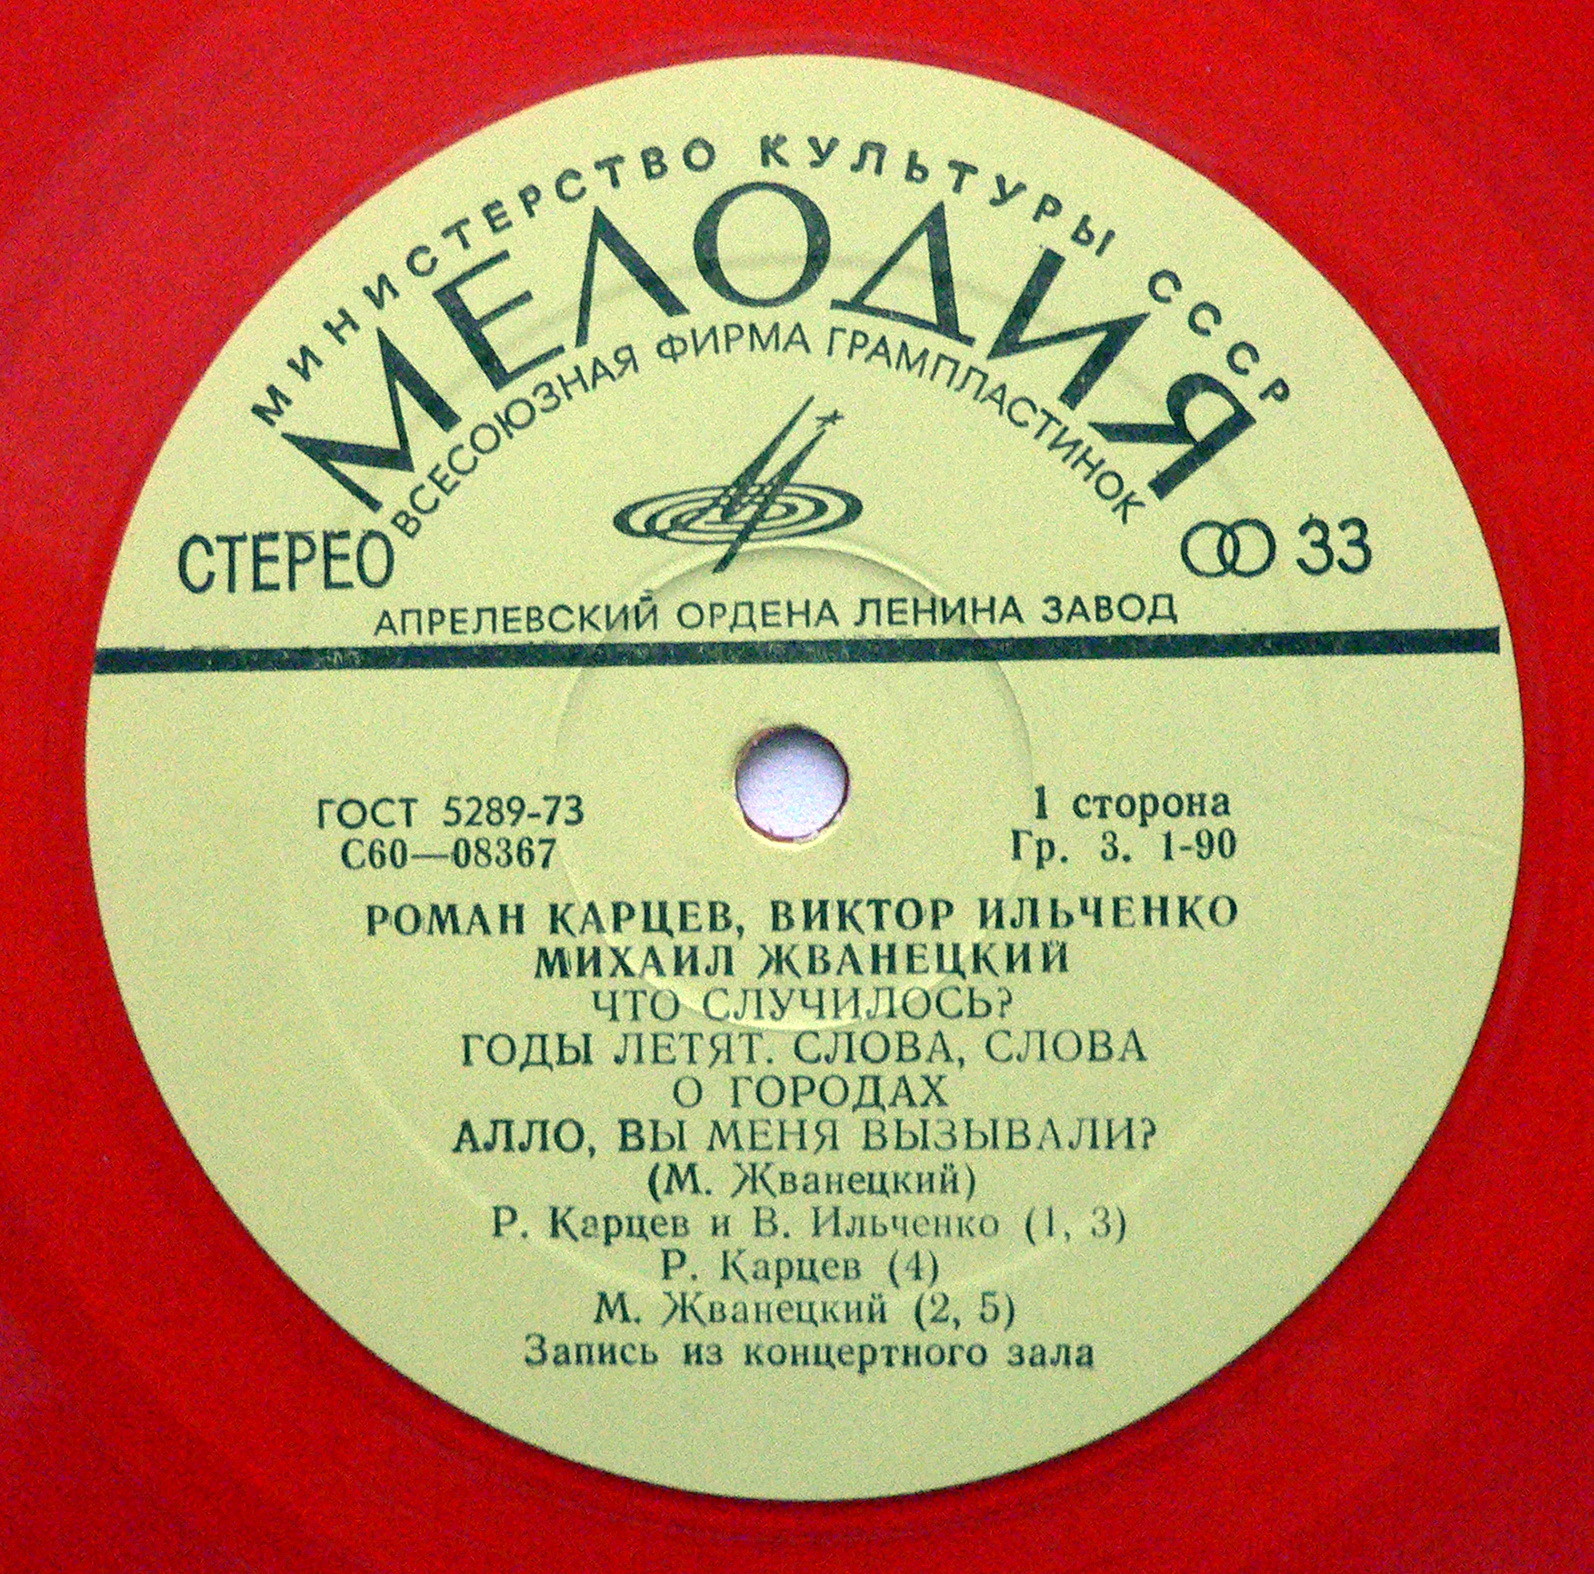 МИНИСТЕРСТВО КУЛЬТУРЫ СССР
МЕЛОДИЯ
ВСЕСОЮЗНАЯ ФИРМА ГРАМПЛАСТИНОК
СТЕРЕО
33
АПРЕЛЕВСКИЙ ОРДЕНА ЛЕНИНА ЗАВОД
ГОСТ 5289-73
С60—08367
1 сторона
Гр. 3. 1-90
РОМАН КАРЦЕВ, ВИКТОР ИЛЬЧЕНКО
МИХАИЛ ЖВАНЕЦКИЙ
ЧТО СЛУЧИЛОСЬ?
ГОДЫ ЛЕТЯТ. СЛОВА, СЛОВА
О ГОРОДАХ
АЛЛО, ВЫ МЕНЯ ВЫЗЫВАЛИ?
(М. Жванецкий)
Р. Карцев и В. Ильченко (1, 3)
Р. Карцев (4)
М. Жванецкий (2, 5)
Запись из концертного зала